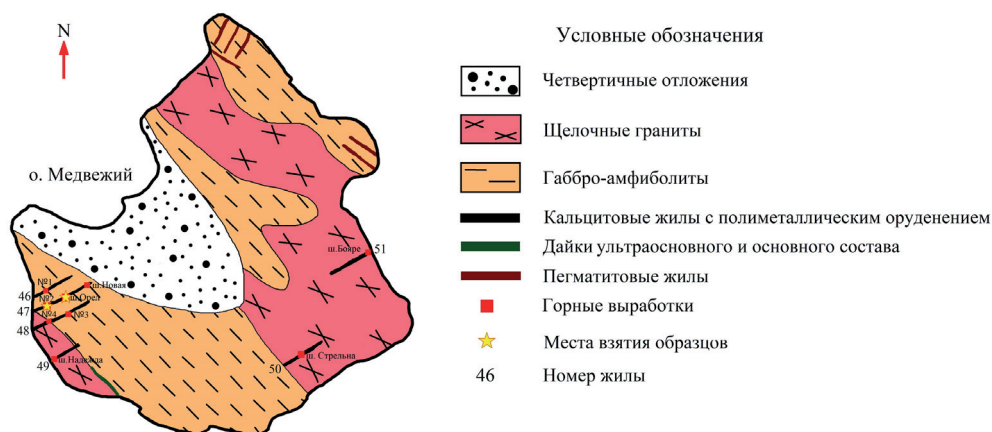 N
о. Медвежий
ш.Бояре
51
№1
46
ш.Новая
№2
ш.Орел
47
№4
№3
48
ш.Надежда
49
ш. Стрельна
50
Условные обозначения
Четвертичные отложения
Щелочные граниты
Габбро-амфиболиты
Кальцитовые жилы с полиметаллическим оруденением
Дайки ультраосновного и основного состава
Пегматитовые жилы
Горные выработки
Места взятия образцов
46
Номер жилы